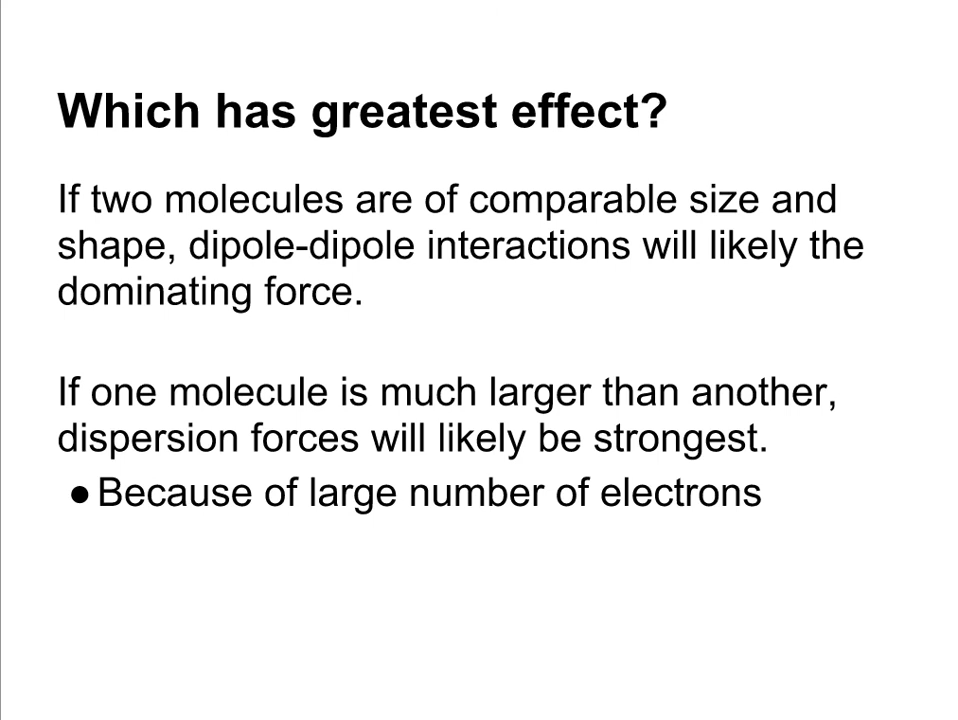 Which has greatest effect?
If two molecules are of comparable size and
shape, dipole-dipole interactions will likely the
dominating force.
If one molecule is much larger than another,
dispersion forces will likely be strongest.
● Because of large number of electrons